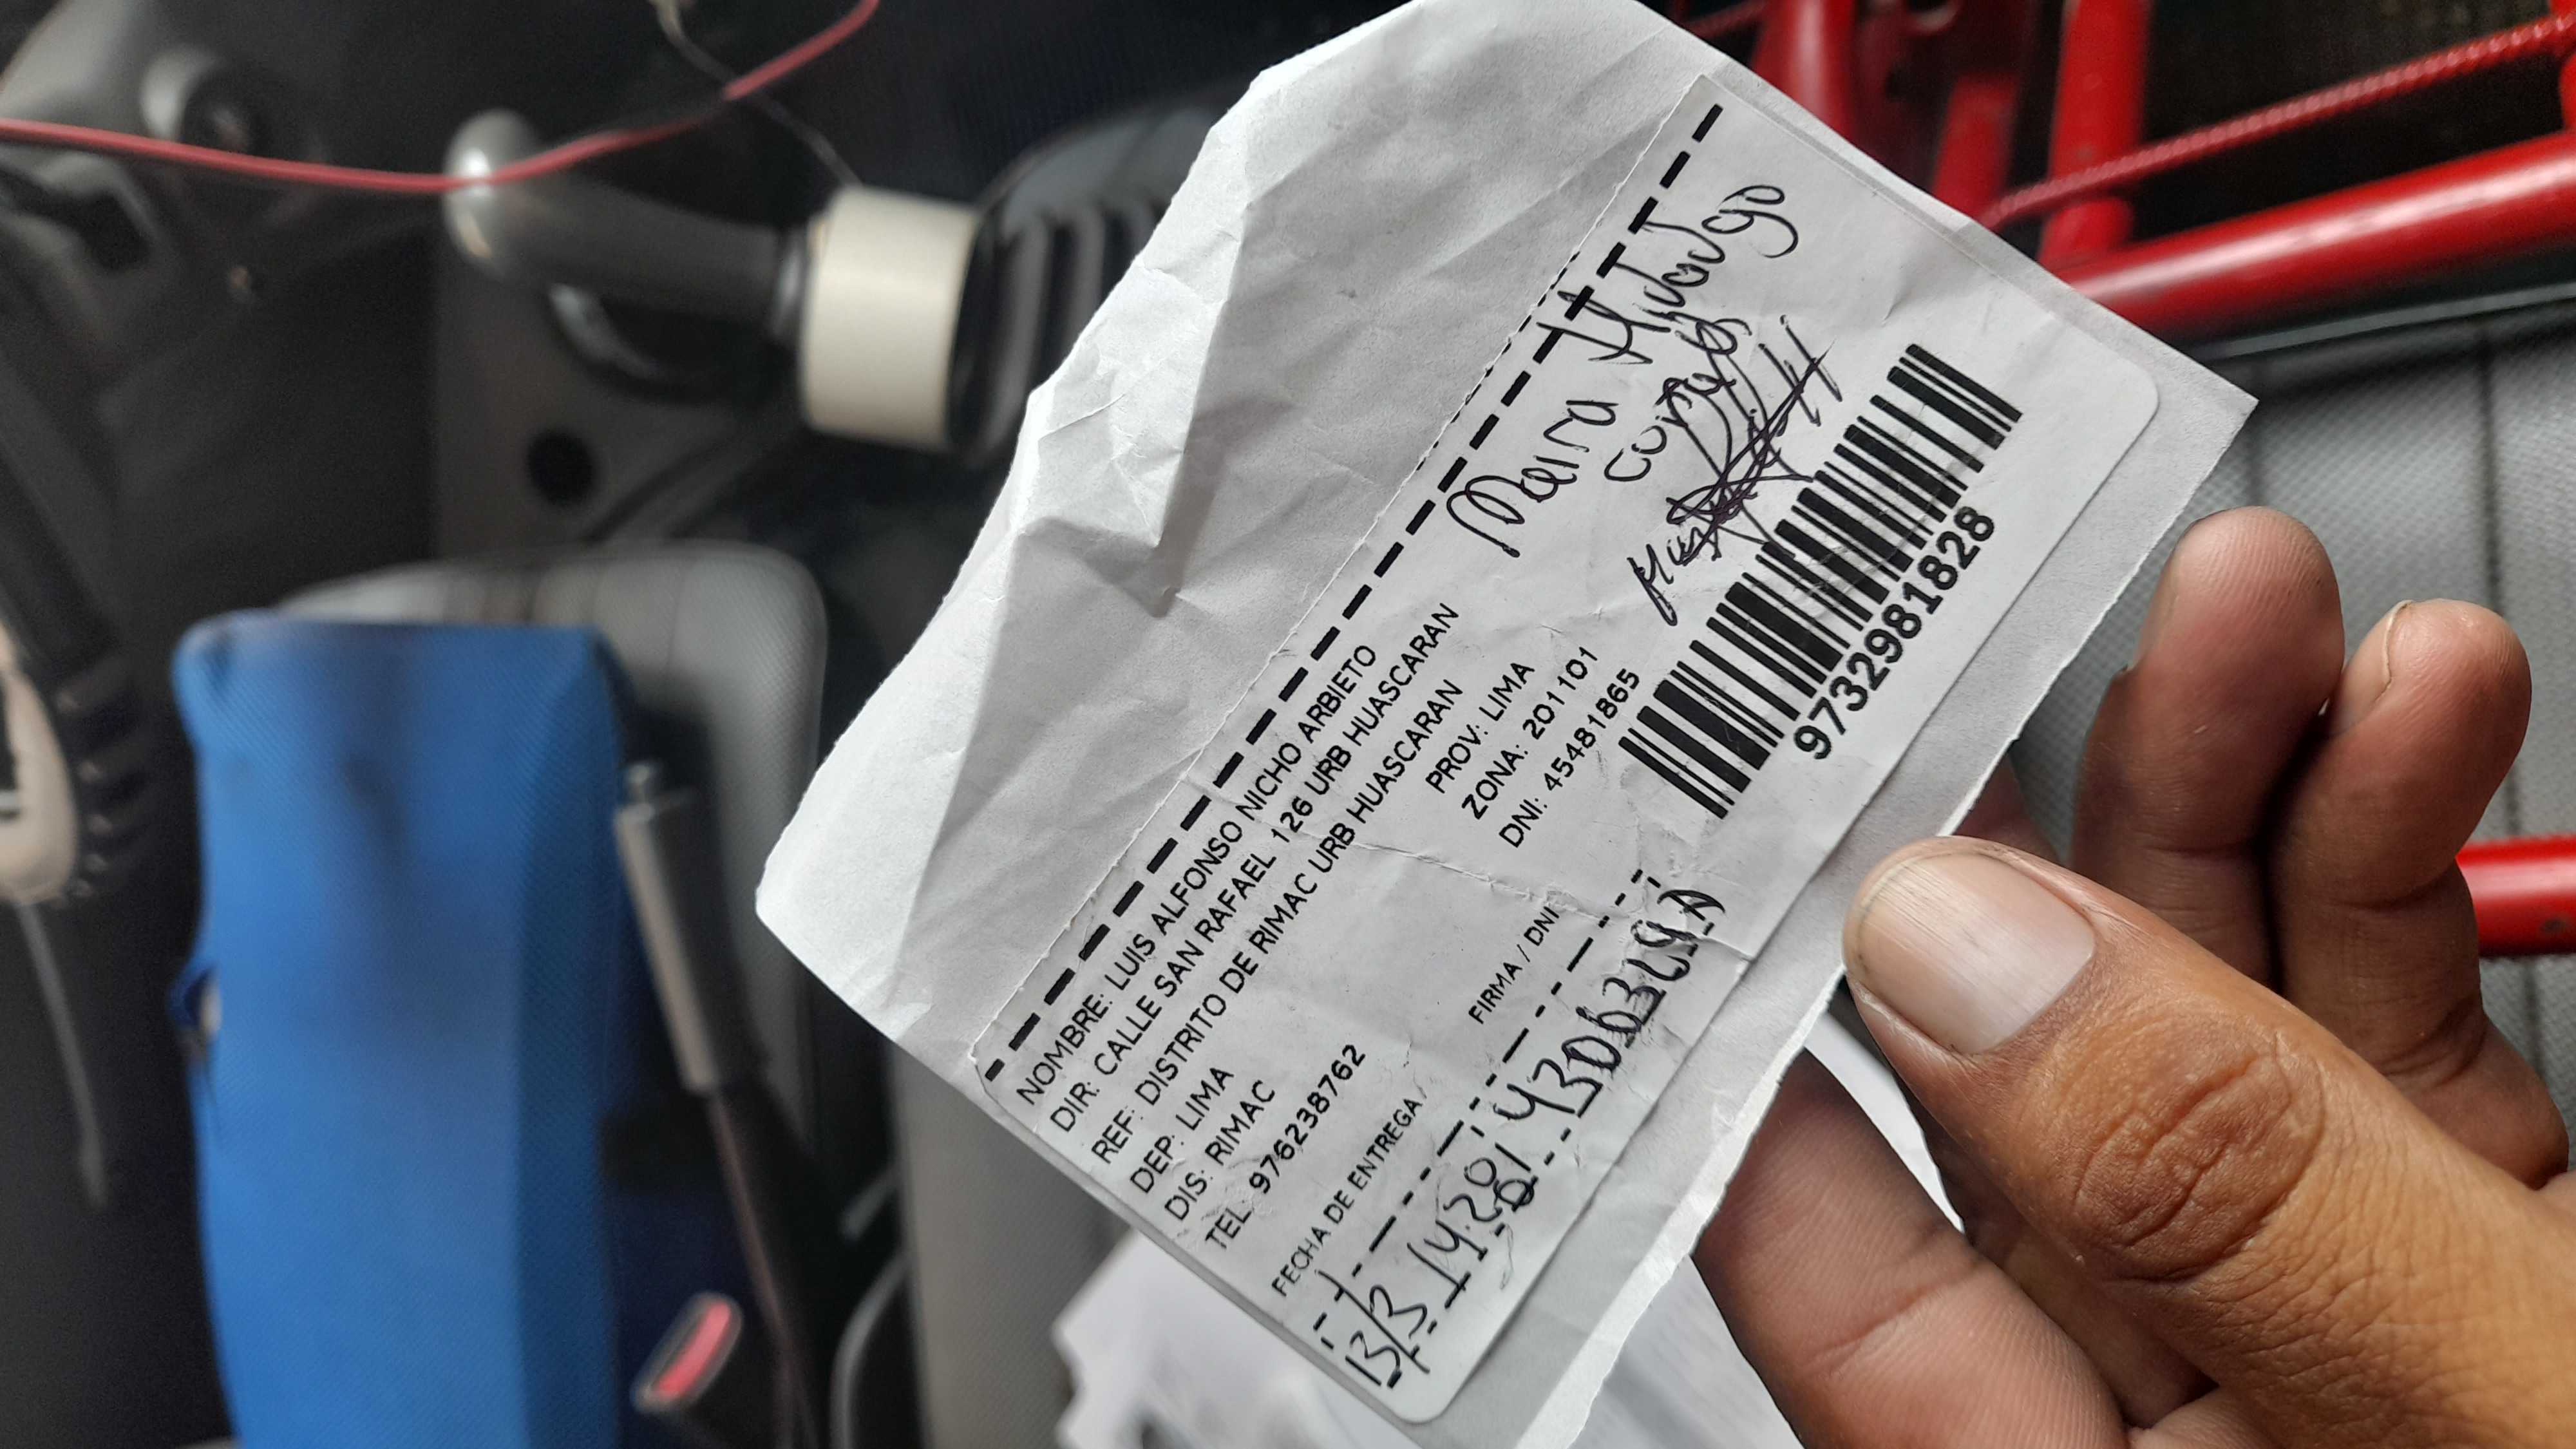 NOMBRE: LUIS ALFONSO NICHO ARBIETO
DIR: CALLE SAN RAFAEL 126 URB HUASCARAN
REF: DISTRITO DE RIMAC URB HUASCARAN
DEP: LIMA PROV: LIMA
DIS: RIMAC ZONA: 201101
TEL: 976238762 DNI: 45481865
Maira Hidalgo
FECHA DE ENTREGA / FIRMA / DNI
13/3 14:20
97329818​28